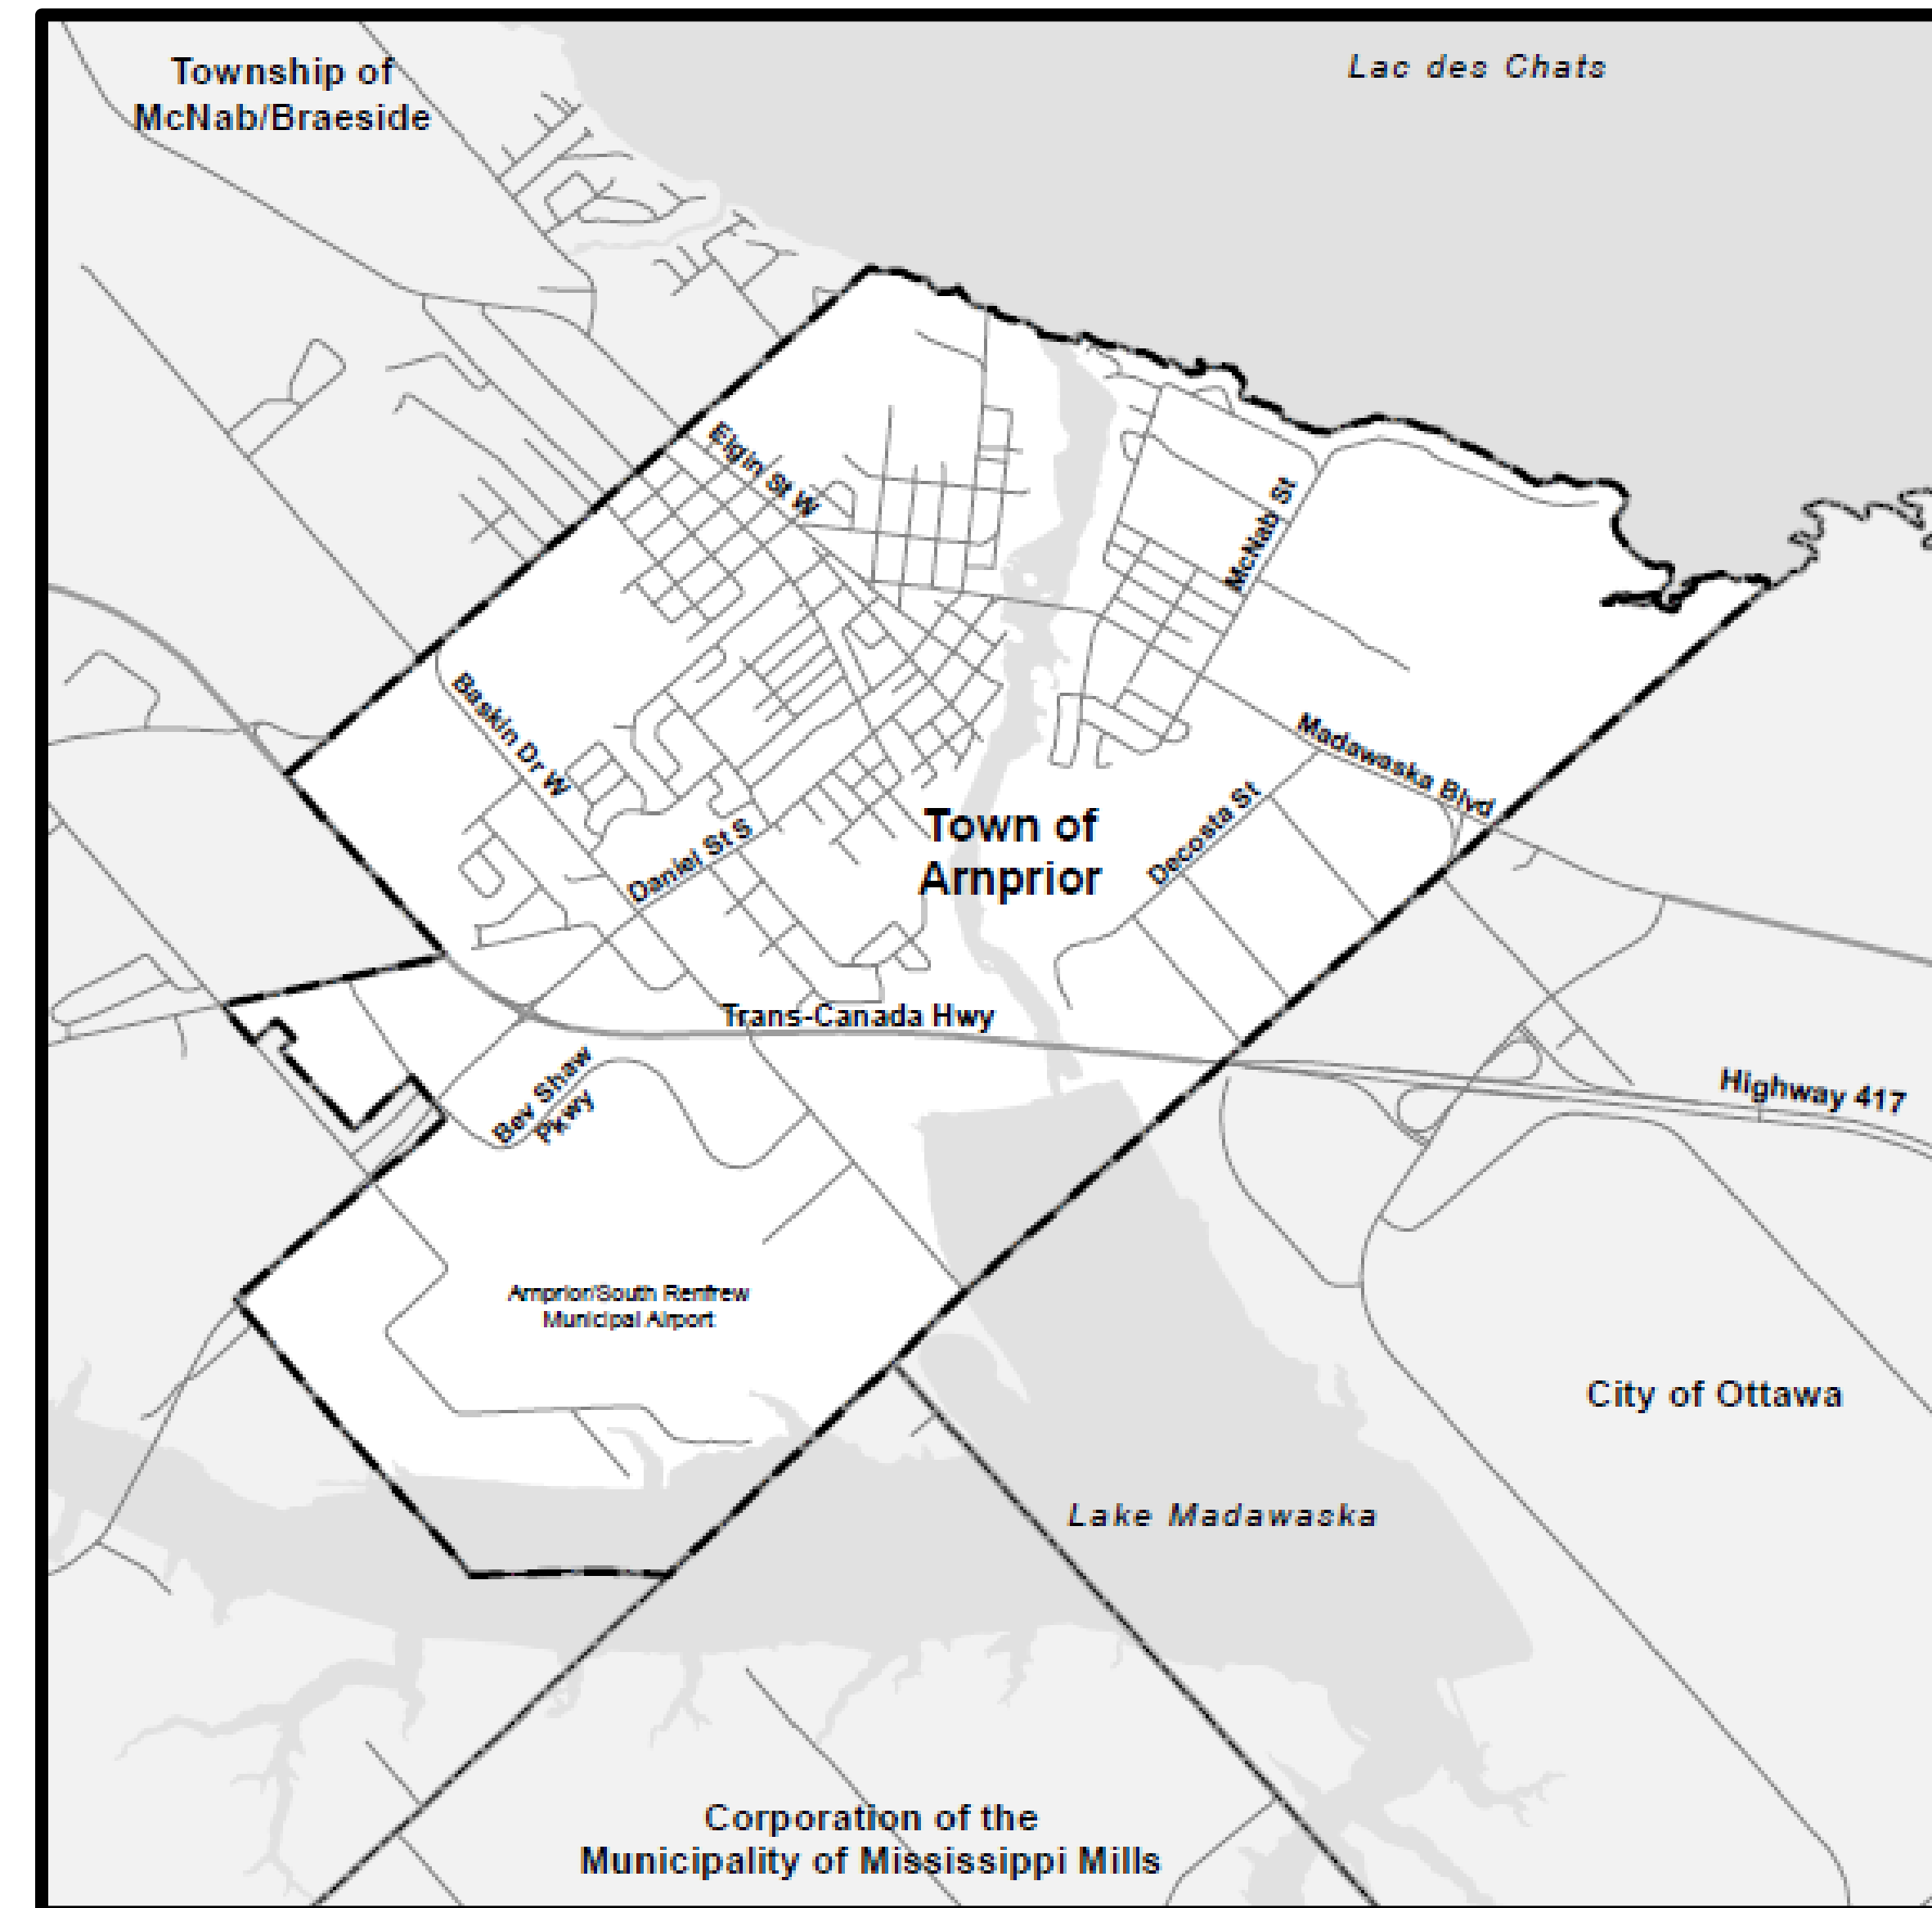 Township of
McNab/Braeside
Lac des Chats
Elgin St W
McNab St
Baskin Dr W
Madawaska Blvd
Daniel St S
Town of
Arnprior
Decosta St
Trans-Canada Hwy
Bev Shaw
Pkwy
Highway 417
Arnprior/South Renfrew
Municipal Airport
City of Ottawa
Lake Madawaska
Corporation of the
Municipality of Mississippi Mills